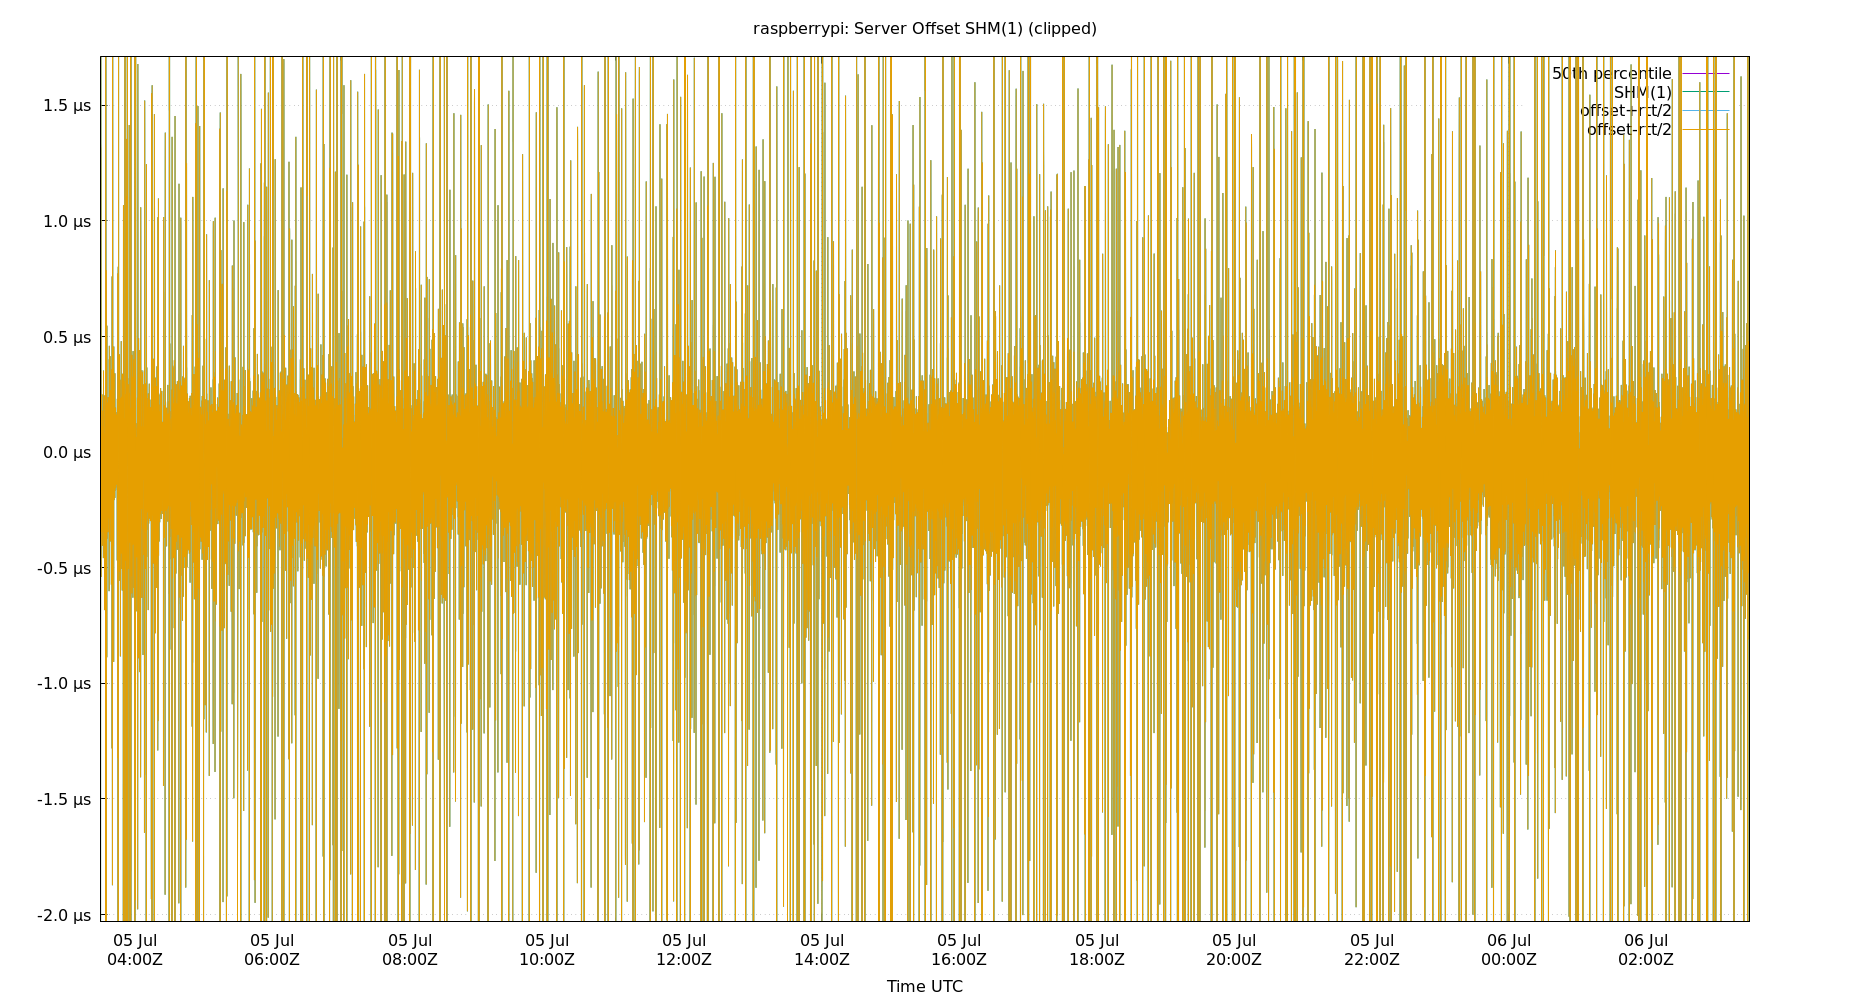 raspberrypi: Server Offset SHM(1) (clipped)
50th percentile
SHM(1)
offset+rtt/2
offset-rtt/2
1.5 µs
1.0 µs
0.5 µs
0.0 µs
-0.5 µs
-1.0 µs
-1.5 µs
-2.0 µs
05 Jul 05 Jul 05 Jul 05 Jul 05 Jul 05 Jul 05 Jul 05 Jul 05 Jul 05 Jul 06 Jul 06 Jul
04:00Z 06:00Z 08:00Z 10:00Z 12:00Z 14:00Z 16:00Z 18:00Z 20:00Z 22:00Z 00:00Z 02:00Z
Time UTC